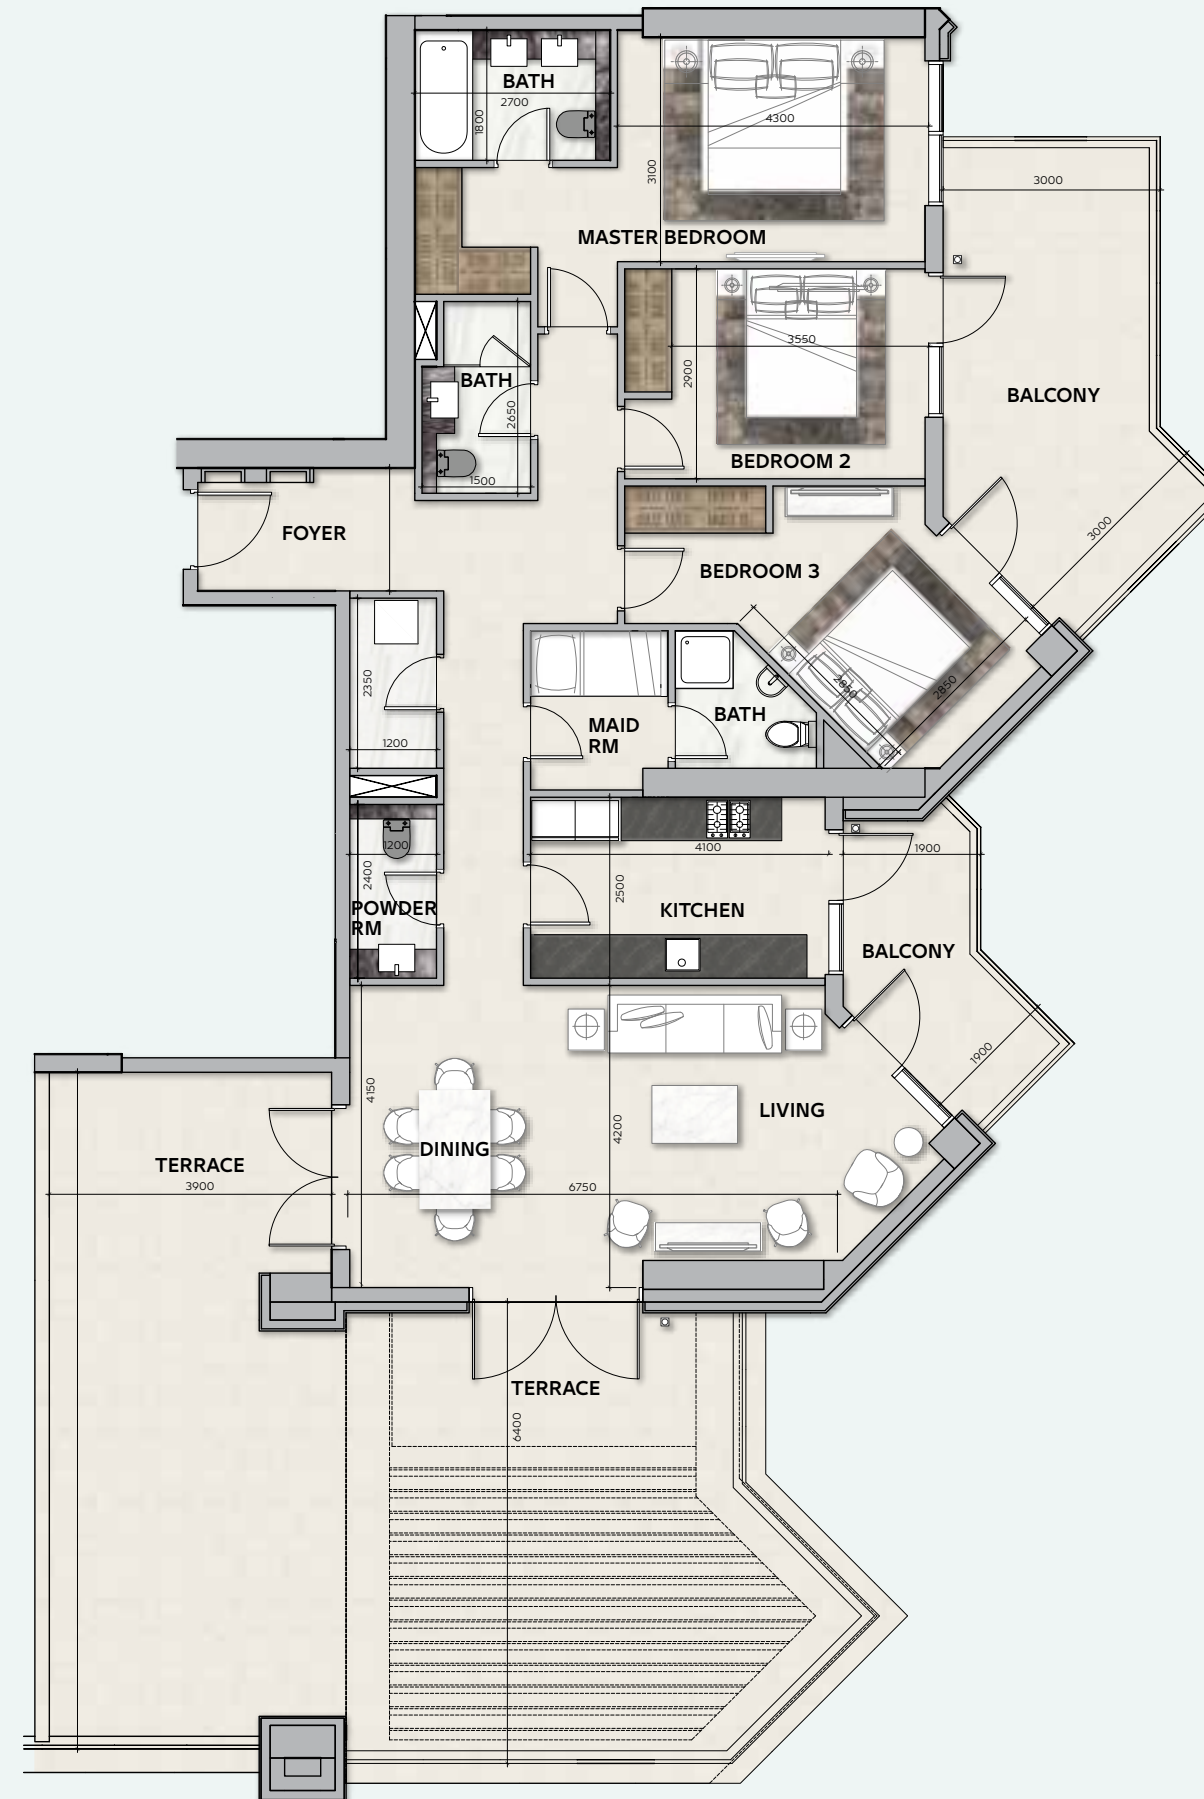 BATH
2700
1800
4300
3100
3000
MASTER BEDROOM
3550
2900
BATH
2650
1500
BALCONY
BEDROOM 2
FOYER
3000
BEDROOM 3
2350
1200
2850
2850
MAID
RM
BATH
1200
2400
POWDER
RM
4100
2500
KITCHEN
1900
BALCONY
1900
4150
4200
LIVING
DINING
TERRACE
3900
6750
TERRACE
6400